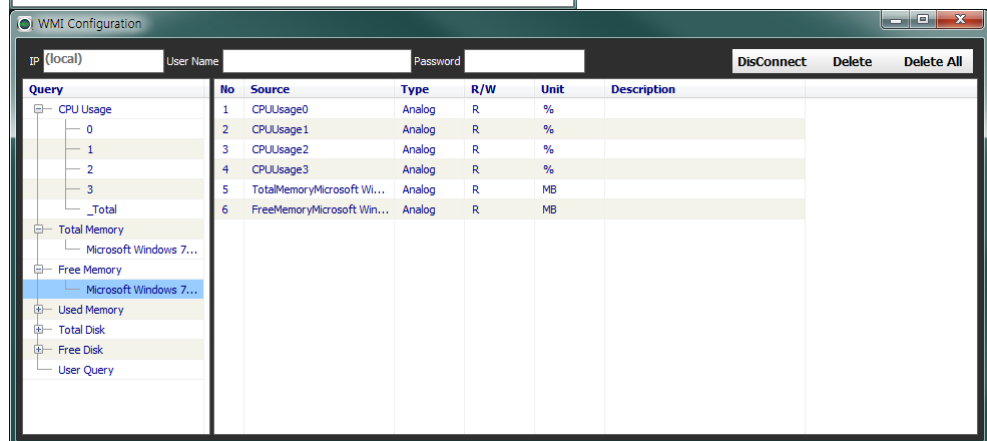 WMI Configuration
IP (local) User Name Password DisConnect Delete Delete All
Query No Source Type R/W Unit Description
CPU Usage 1 CPUUsage0 Analog R %
0 2 CPUUsage1 Analog R %
1 3 CPUUsage2 Analog R %
2 4 CPUUsage3 Analog R %
3 5 TotalMemoryMicrosoft Wi... Analog R MB
_Total 6 FreeMemoryMicrosoft Win... Analog R MB
Total Memory
Microsoft Windows 7...
Free Memory
Microsoft Windows 7...
Used Memory
Total Disk
Free Disk
User Query